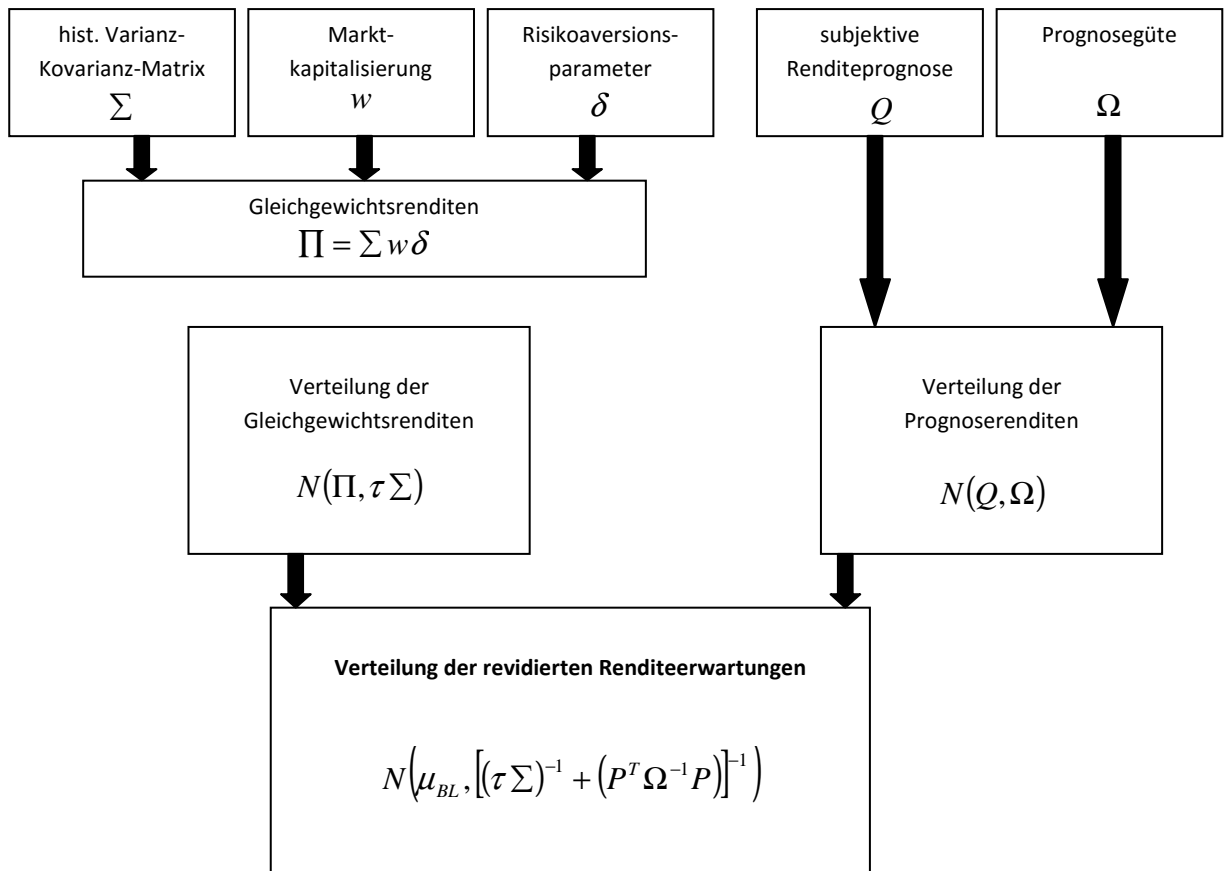 hist. Varianz-
Kovarianz-Matrix
∑
Markt-
kapitalisierung
w
Risikoaversions-
parameter
δ
subjektive
Renditeprognose
Q
Prognosegüte
Ω
Gleichgewichtsrenditen
∏ = ∑ w δ
Verteilung der
Gleichgewichtsrenditen
N(Π, τ ∑)
Verteilung der
Prognoserenditen
N(Q, Ω)
Verteilung der revidierten Renditeerwartungen
N(μ_BL, [(τ ∑)⁻¹ + (Pᵀ Ω⁻¹ P)]⁻¹)